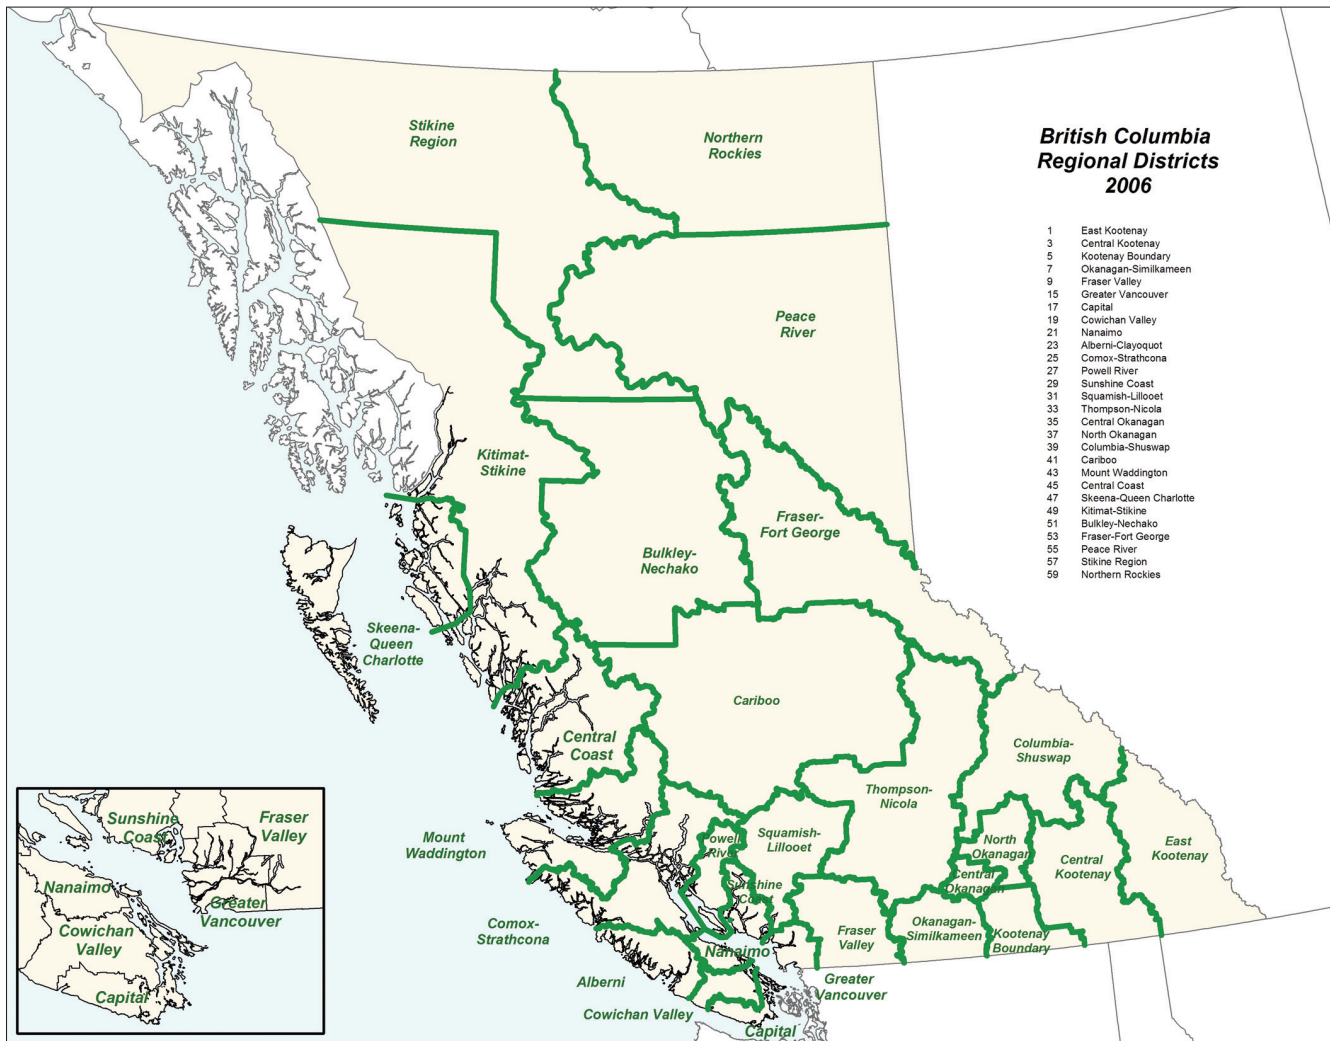 British Columbia
Regional Districts
2006
1 East Kootenay
3 Central Kootenay
5 Kootenay Boundary
7 Okanagan-Similkameen
9 Fraser Valley
15 Greater Vancouver
17 Capital
19 Cowichan Valley
21 Nanaimo
23 Alberni-Clayoquot
25 Comox-Strathcona
27 Powell River
29 Sunshine Coast
31 Squamish-Lillooet
33 Thompson-Nicola
35 Central Okanagan
37 North Okanagan
39 Columbia-Shuswap
41 Cariboo
43 Mount Waddington
45 Central Coast
47 Skeena-Queen Charlotte
49 Kitimat-Stikine
51 Bulkley-Nechako
53 Fraser-Fort George
55 Peace River
57 Stikine Region
59 Northern Rockies
Stikine
Region
Northern
Rockies
Peace
River
Kitimat-
Stikine
Fraser-
Fort George
Bulkley-
Nechako
Skeena-
Queen
Charlotte
Cariboo
Central
Coast
Columbia-
Shuswap
Thompson-
Nicola
Mount
Waddington
Powell
River
Squamish-
Lillooet
North
Okanagan
Central
Okanagan
Central
Kootenay
East
Kootenay
Sunshine
Coast
Comox-
Strathcona
Fraser
Valley
Okanagan-
Similkameen
Kootenay
Boundary
Nanaimo
Alberni
Greater
Vancouver
Cowichan Valley
Capital
Sunshine
Coast
Fraser
Valley
Nanaimo
Greater
Vancouver
Cowichan
Valley
Capital